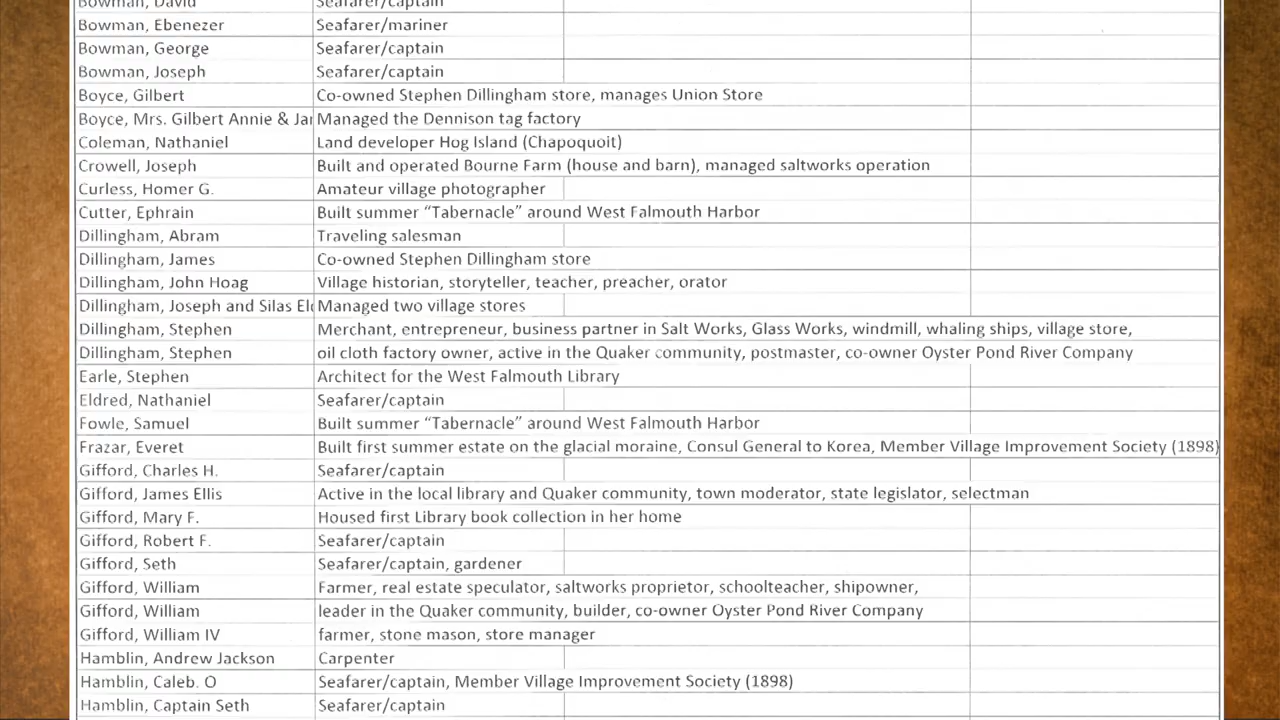 Bowman, David Seafarer/captain
Bowman, Ebenezer Seafarer/mariner
Bowman, George Seafarer/captain
Bowman, Joseph Seafarer/captain
Boyce, Gilbert Co-owned Stephen Dillingham store, manages Union Store
Boyce, Mrs. Gilbert Annie & Jar Managed the Dennison tag factory
Coleman, Nathaniel Land developer Hog Island (Chapoquoit)
Crowell, Joseph Built and operated Bourne Farm (house and barn), managed saltworks operation
Curless, Homer G. Amateur village photographer
Cutter, Ephrain Built summer “Tabernacle” around West Falmouth Harbor
Dillingham, Abram Traveling salesman
Dillingham, James Co-owned Stephen Dillingham store
Dillingham, John Hoag Village historian, storyteller, teacher, preacher, orator
Dillingham, Joseph and Silas Eld Managed two village stores
Dillingham, Stephen Merchant, entrepreneur, business partner in Salt Works, Glass Works, windmill, whaling ships, village store,
Dillingham, Stephen oil cloth factory owner, active in the Quaker community, postmaster, co-owner Oyster Pond River Company
Earle, Stephen Architect for the West Falmouth Library
Eldred, Nathaniel Seafarer/captain
Fowle, Samuel Built summer “Tabernacle” around West Falmouth Harbor
Frazar, Everet Built first summer estate on the glacial moraine, Consul General to Korea, Member Village Improvement Society (1898)
Gifford, Charles H. Seafarer/captain
Gifford, James Ellis Active in the local library and Quaker community, town moderator, state legislator, selectman
Gifford, Mary F. Housed first Library book collection in her home
Gifford, Robert F. Seafarer/captain
Gifford, Seth Seafarer/captain, gardener
Gifford, William Farmer, real estate speculator, saltworks proprietor, schoolteacher, shipowner,
Gifford, William leader in the Quaker community, builder, co-owner Oyster Pond River Company
Gifford, William IV farmer, stone mason, store manager
Hamblin, Andrew Jackson Carpenter
Hamblin, Caleb. O Seafarer/captain, Member Village Improvement Society (1898)
Hamblin, Captain Seth Seafarer/captain